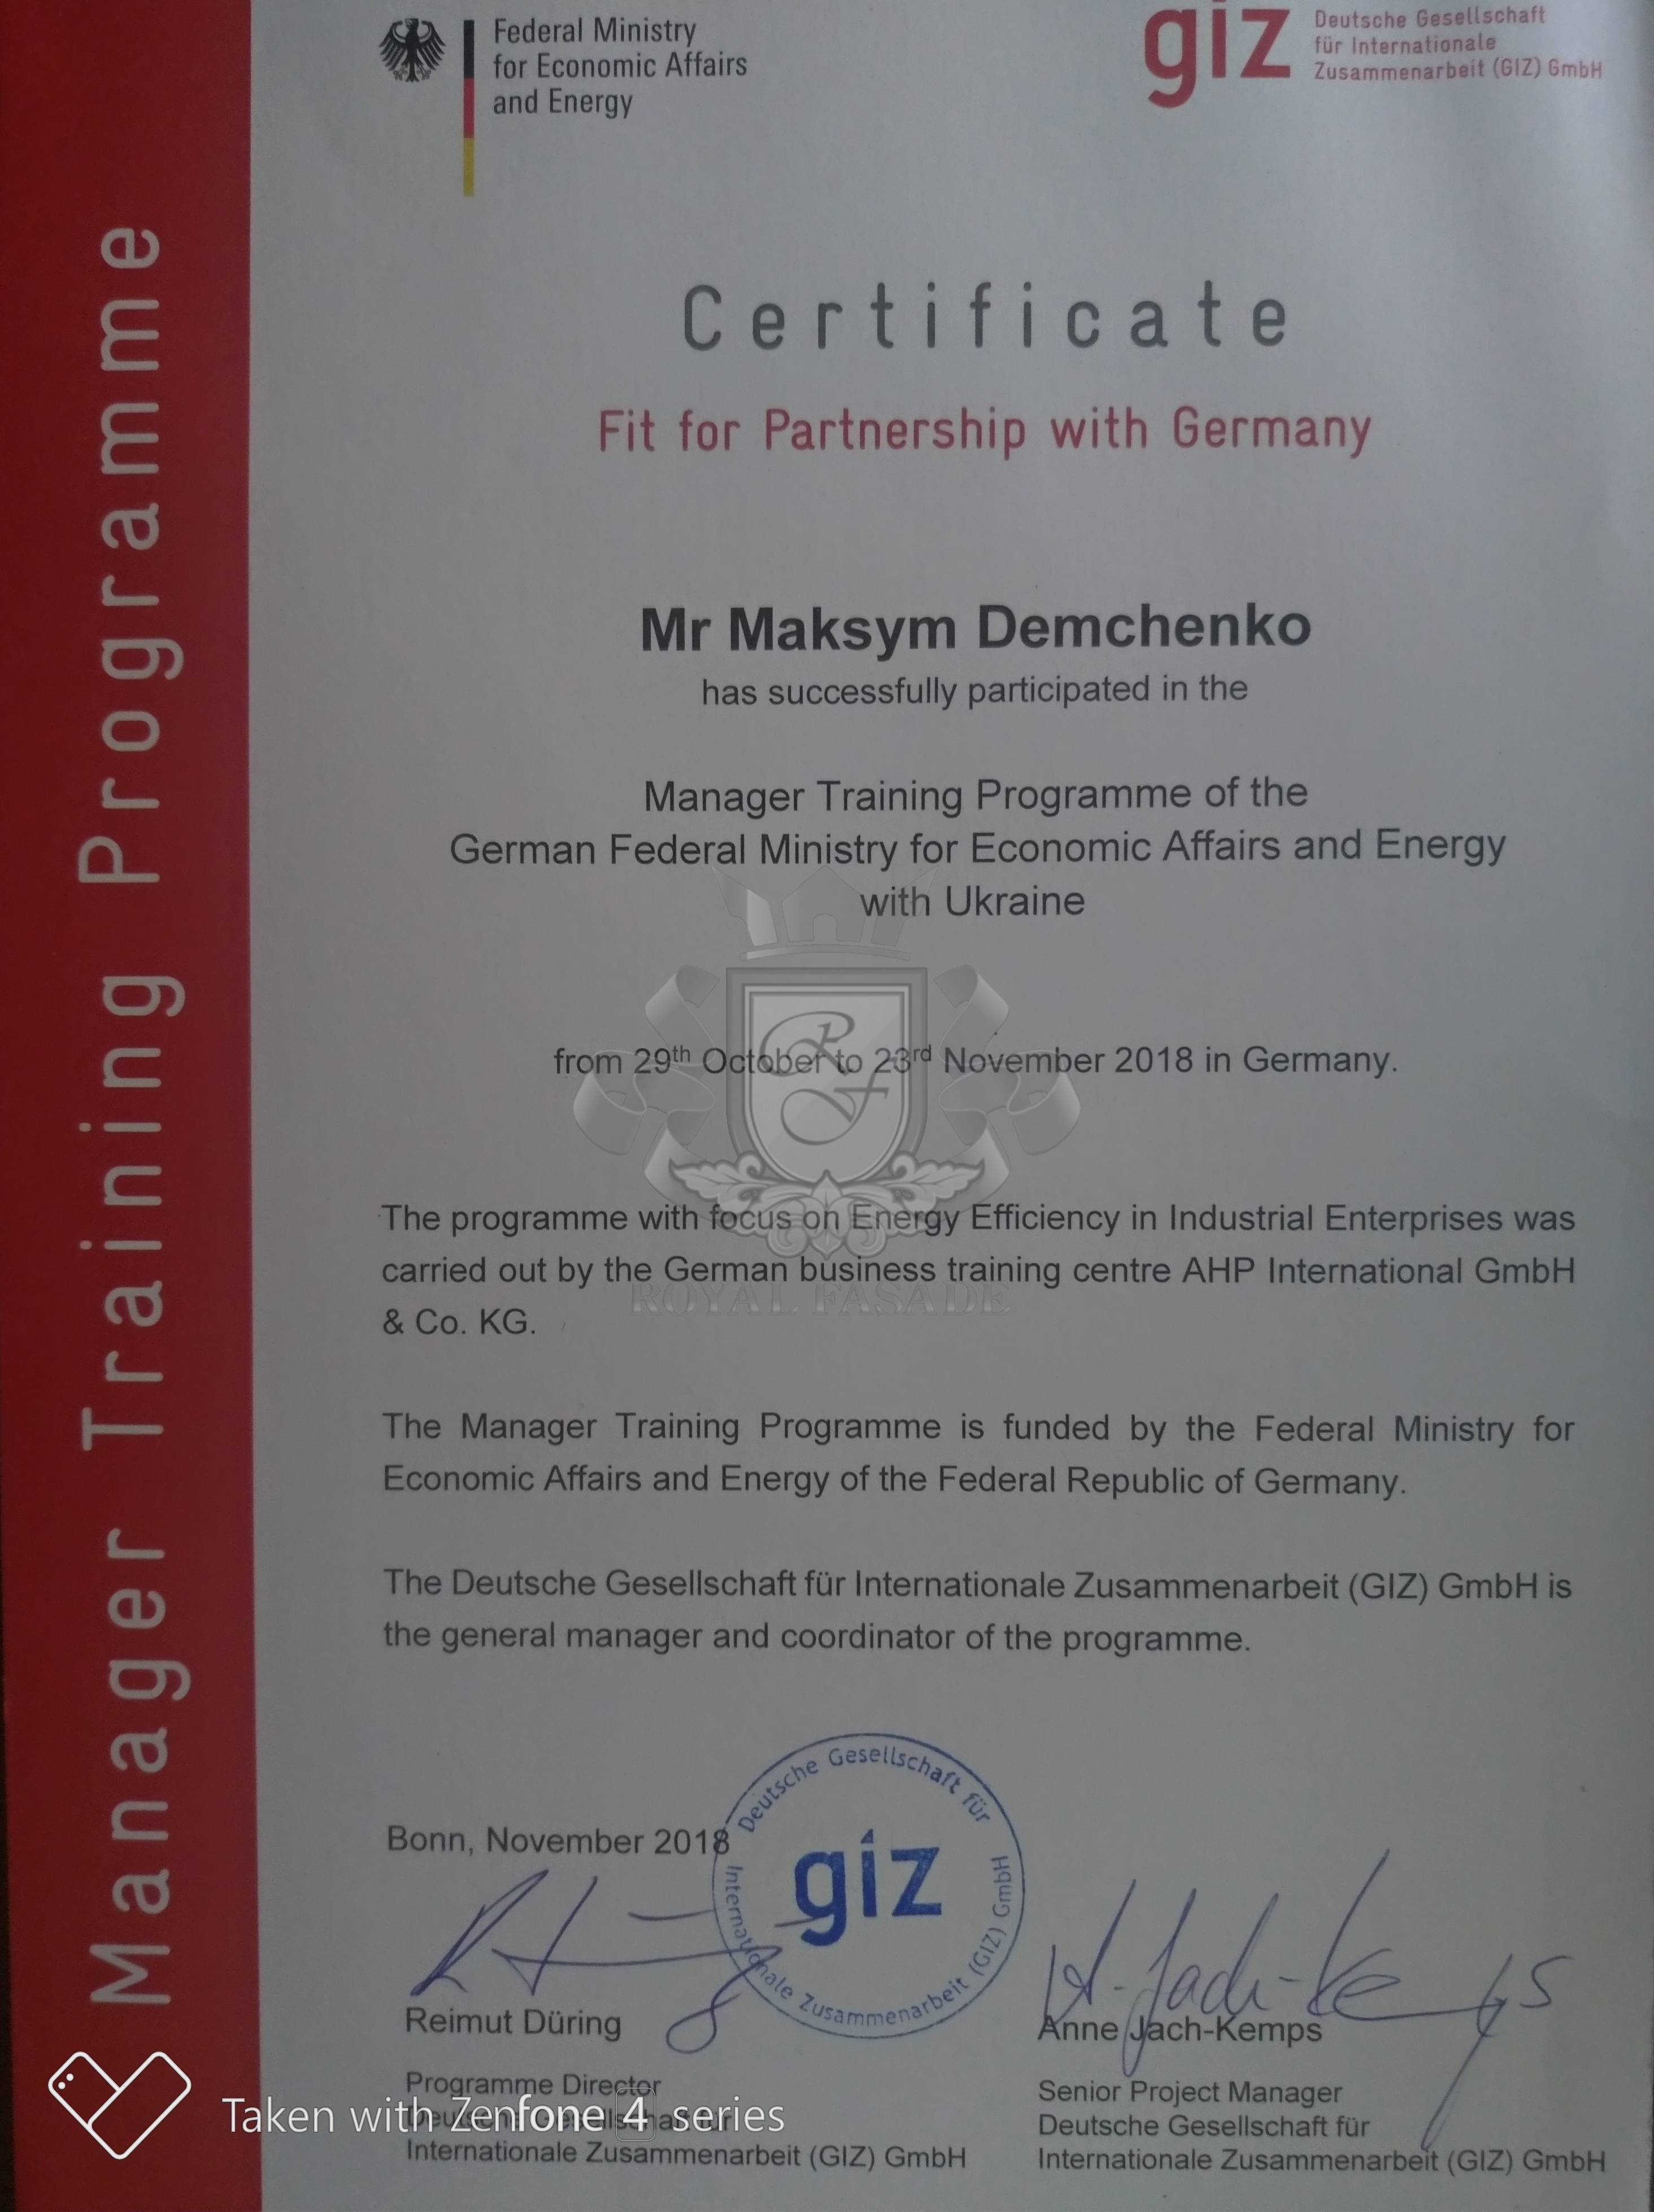 Federal Ministry
for Economic Affairs
and Energy
giz
Deutsche Gesellschaft
für Internationale
Zusammenarbeit (GIZ) GmbH
Manager Training Programme
Certificate
Fit for Partnership with Germany
Mr Maksym Demchenko
has successfully participated in the
Manager Training Programme of the
German Federal Ministry for Economic Affairs and Energy
with Ukraine
RF
from 29th October to 23rd November 2018 in Germany.
The programme with focus on Energy Efficiency in Industrial Enterprises was
carried out by the German business training centre AHP International GmbH
ROYAL FASADE
& Co. KG.
The Manager Training Programme is funded by the Federal Ministry for
Economic Affairs and Energy of the Federal Republic of Germany.
The Deutsche Gesellschaft für Internationale Zusammenarbeit (GIZ) GmbH is
the general manager and coordinator of the programme.
Bonn, November 2018
Deutsche Gesellschaft für
Internationale Zusammenarbeit (GIZ) GmbH
giz
A. Jach-Kemps
Reimut Düring
Anne Jach-Kemps
Programme Director
Deutsche Gesellschaft für
Internationale Zusammenarbeit (GIZ) GmbH
Senior Project Manager
Deutsche Gesellschaft für
Internationale Zusammenarbeit (GIZ) GmbH
Taken with Zenfone 4 series